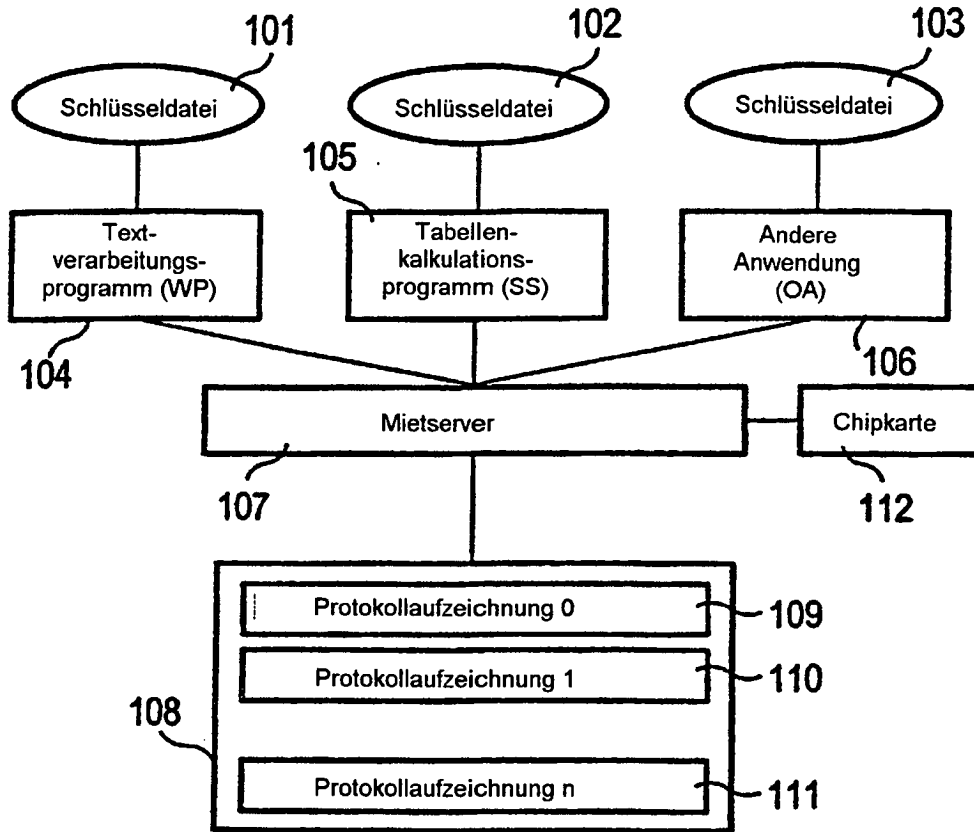 101
102
103
Schlüsseldatei
Schlüsseldatei
Schlüsseldatei
105
Text-
verarbeitungs-
programm (WP)
Tabellen-
kalkulations-
programm (SS)
Andere
Anwendung
(OA)
104
106
Mietserver
Chipkarte
107
112
Protokollaufzeichnung 0
109
Protokollaufzeichnung 1
110
108
Protokollaufzeichnung n
111